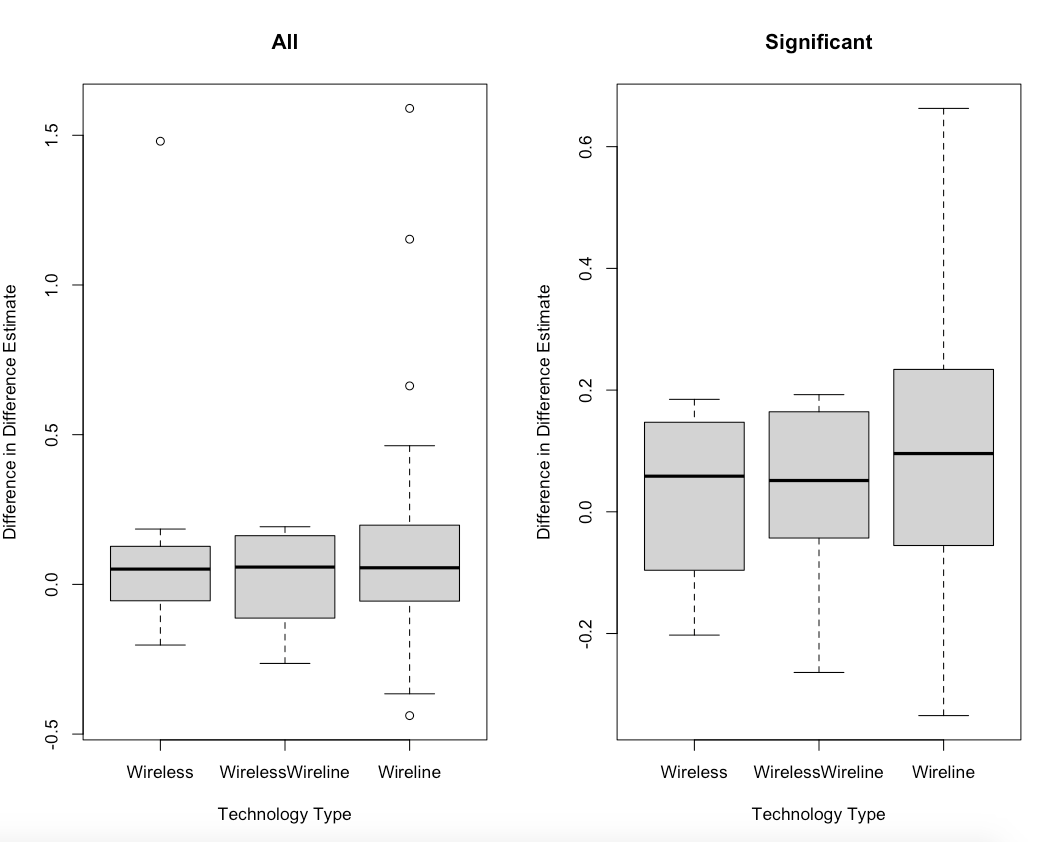 All
Difference in Difference Estimate
1.5
1.0
0.5
0.0
-0.5
Wireless WirelessWireline Wireline
Technology Type
Significant
Difference in Difference Estimate
0.6
0.4
0.2
0.0
-0.2
Wireless WirelessWireline Wireline
Technology Type